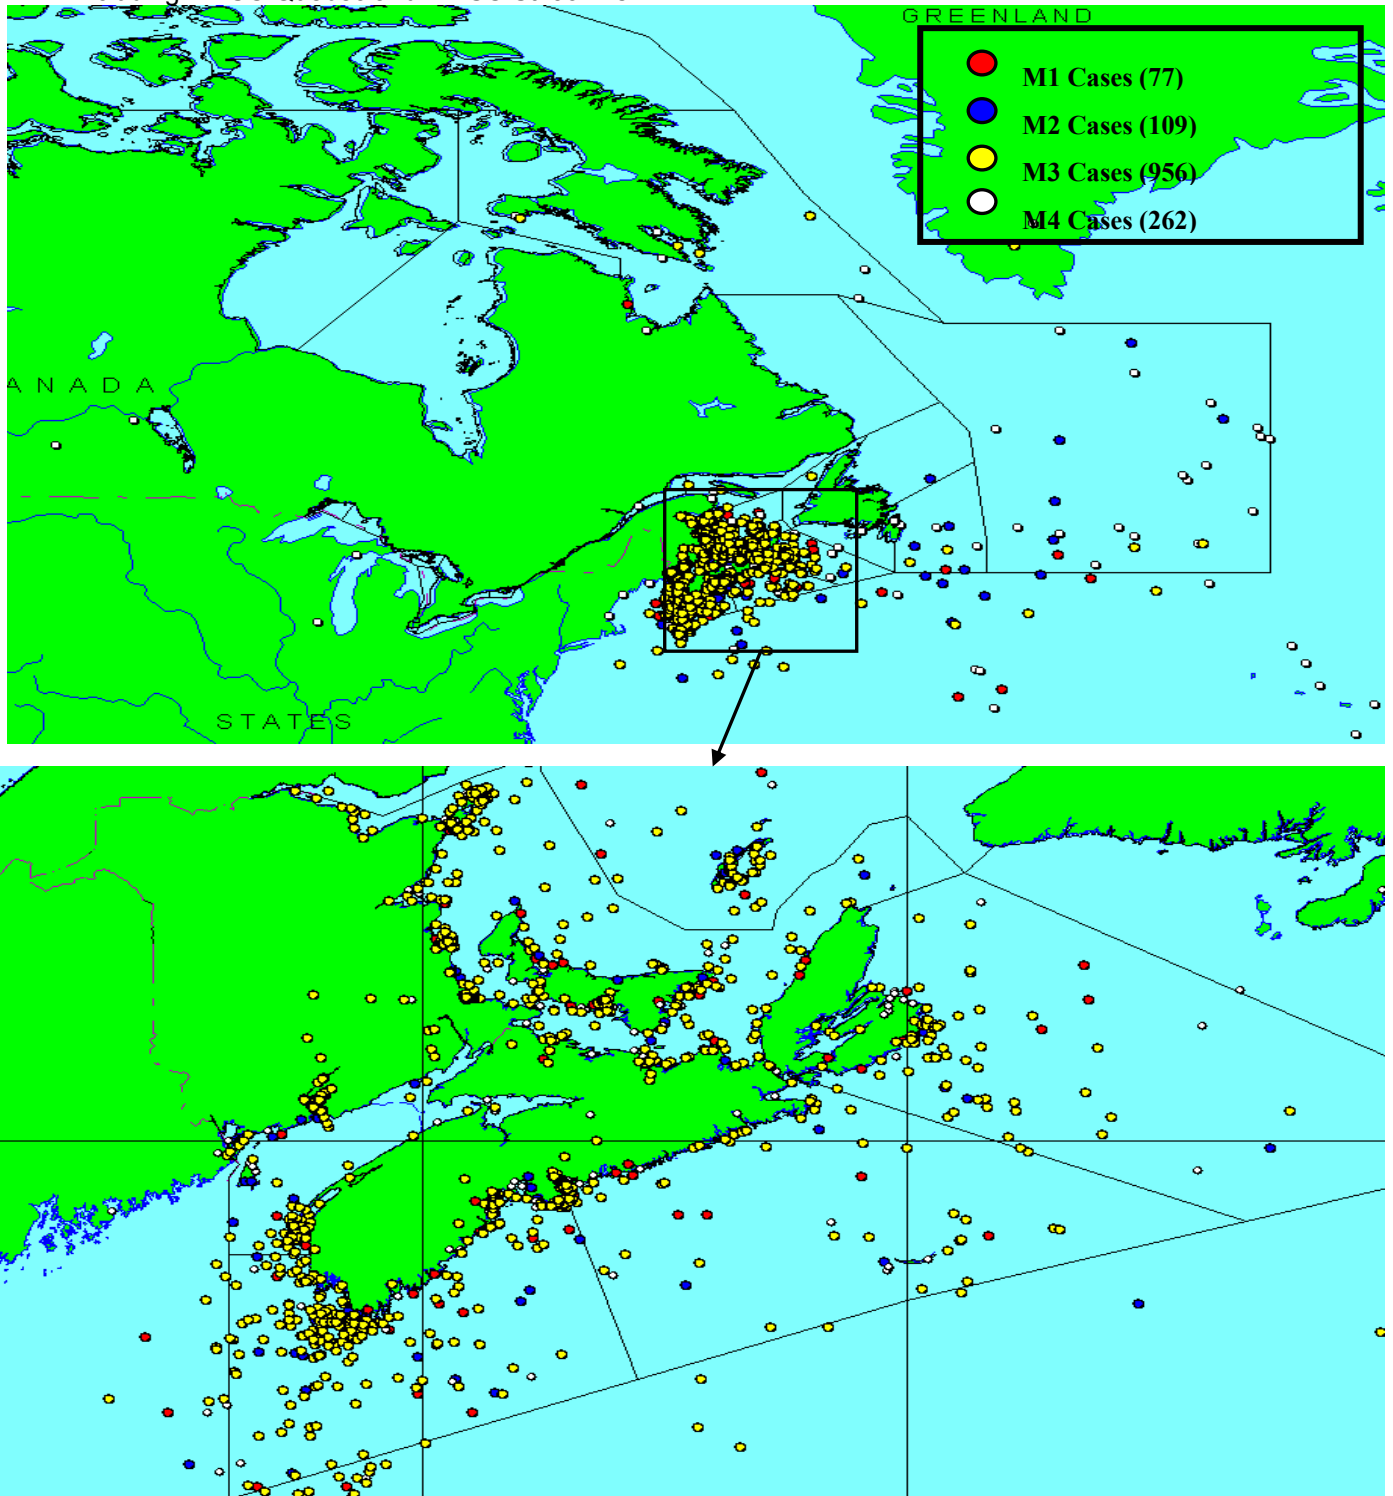 GREENLAND
M1 Cases (77)
M2 Cases (109)
M3 Cases (956)
M4 Cases (262)
ANADA
STATES